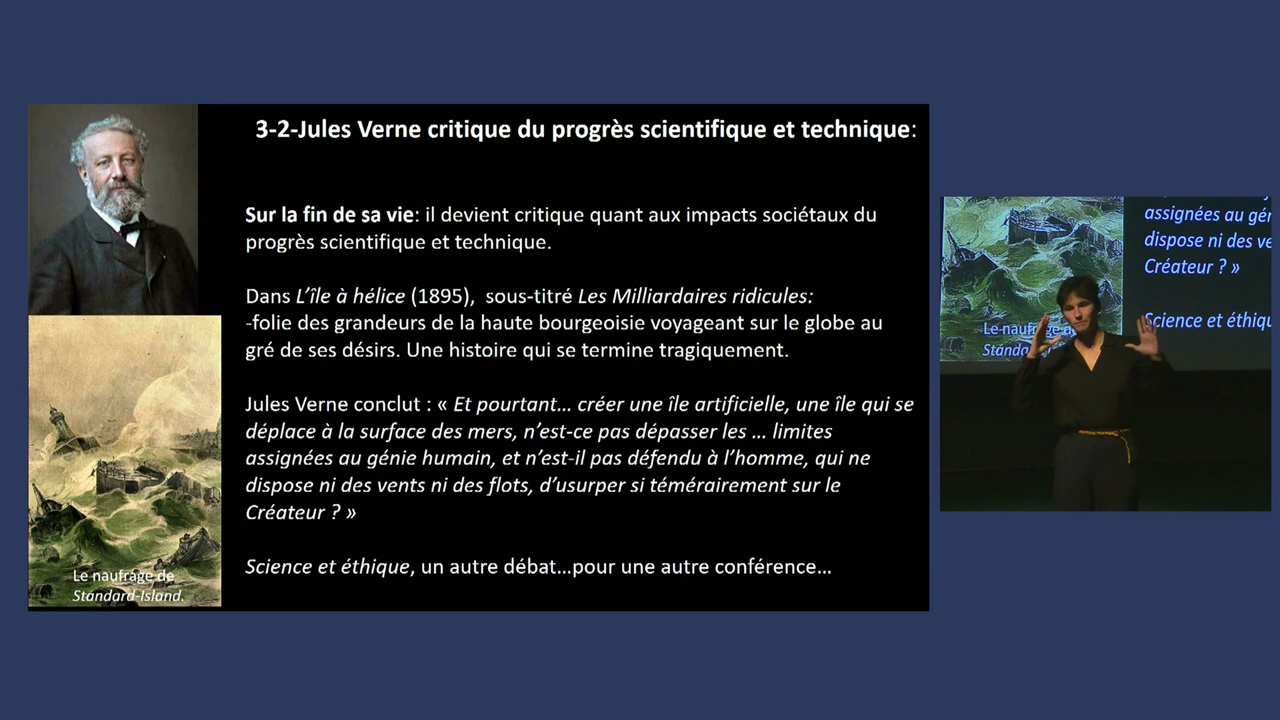 3-2-Jules Verne critique du progrès scientifique et technique:
Sur la fin de sa vie: il devient critique quant aux impacts sociétaux du
progrès scientifique et technique.
Dans L'île à hélice (1895), sous-titré Les Milliardaires ridicules:
-folie des grandeurs de la haute bourgeoisie voyageant sur le globe au
gré de ses désirs. Une histoire qui se termine tragiquement.
Jules Verne conclut : « Et pourtant... créer une île artificielle, une île qui se
déplace à la surface des mers, n'est-ce pas dépasser les ... limites
assignées au génie humain, et n'est-il pas défendu à l'homme, qui ne
dispose ni des vents ni des flots, d'usurper si témérairement sur le
Créateur ? »
Science et éthique, un autre débat...pour une autre conférence...
Le naufrage de
Standard-Island.
assignées au
dispose ni des
Créateur ? »
Science et
Le